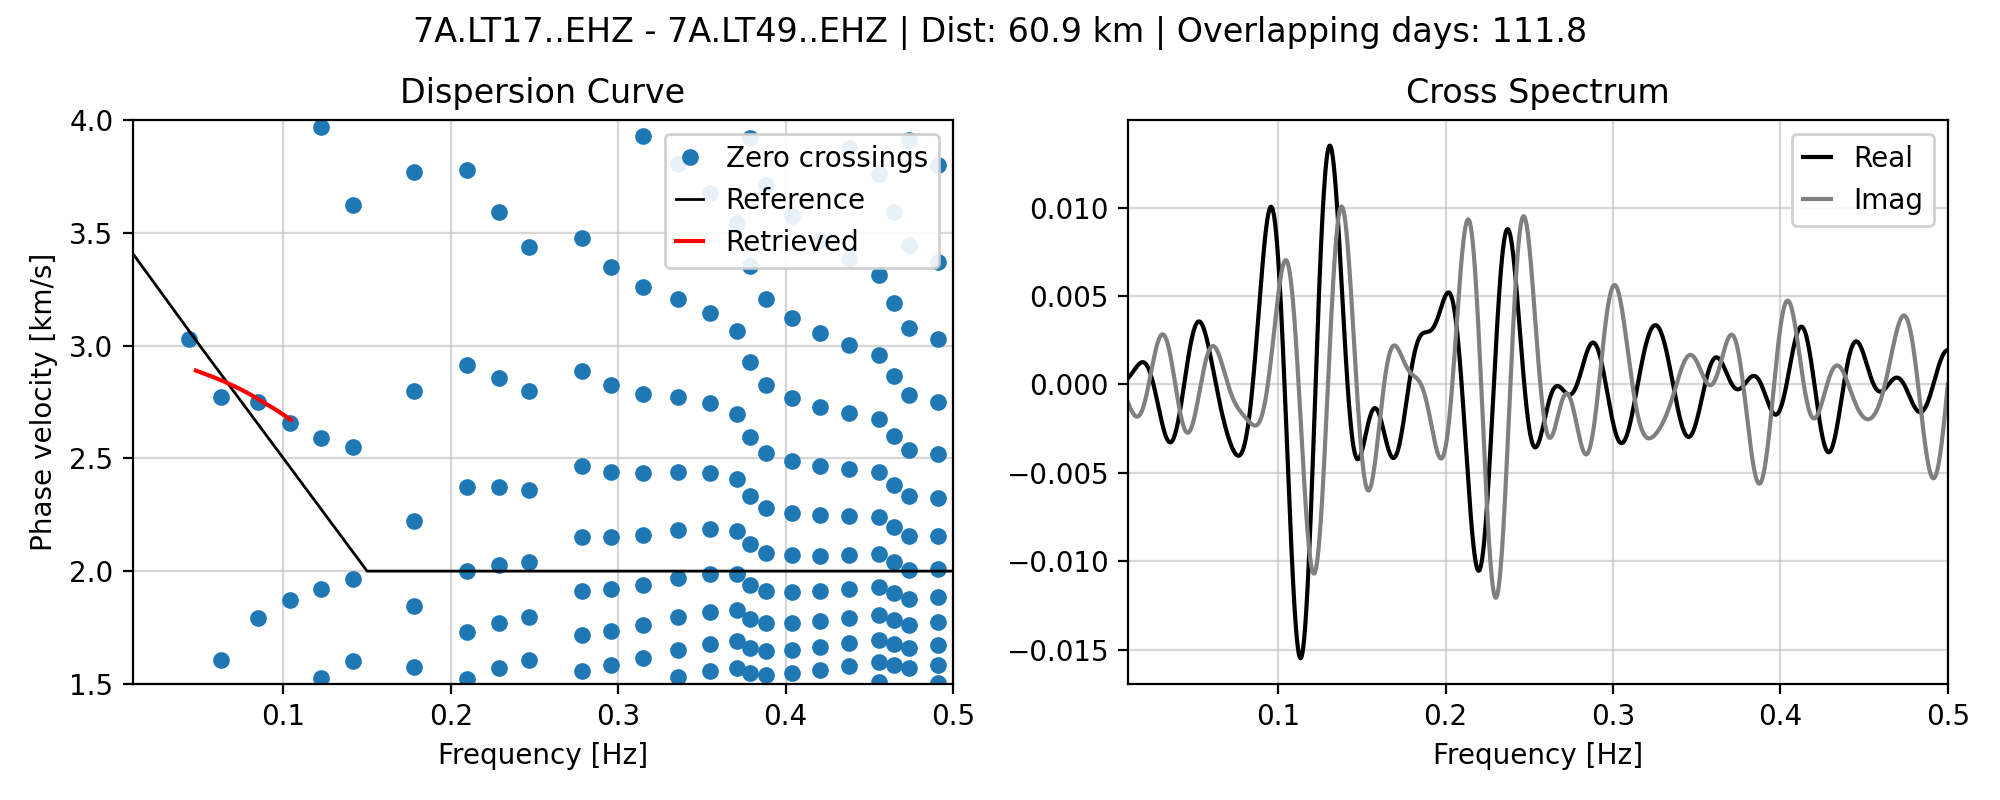 7A.LT17..EHZ - 7A.LT49..EHZ | Dist: 60.9 km | Overlapping days: 111.8
Dispersion Curve
4.0
3.5
3.0
2.5
2.0
1.5
Phase velocity [km/s]
0.1
0.2
0.3
0.4
0.5
Frequency [Hz]
Zero crossings
Reference
Retrieved
Cross Spectrum
0.010
0.005
0.000
−0.005
−0.010
−0.015
0.1
0.2
0.3
0.4
0.5
Frequency [Hz]
Real
Imag